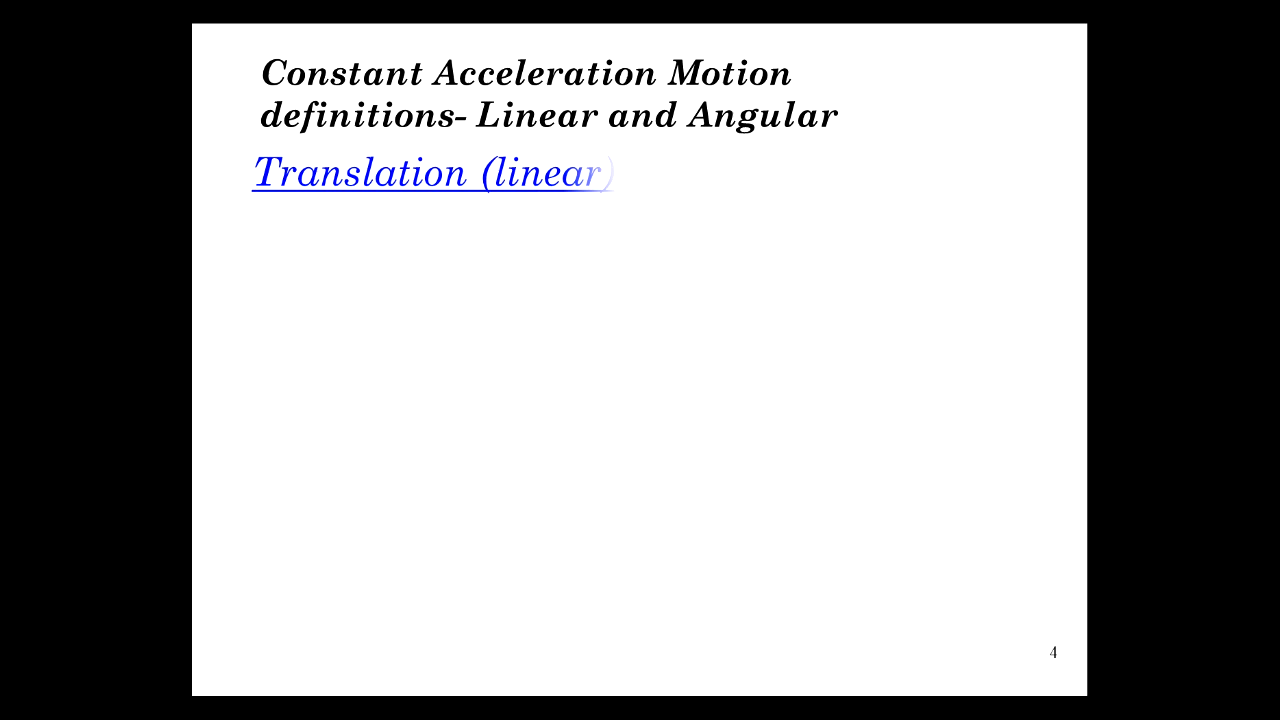 Constant Acceleration Motion
definitions- Linear and Angular
Translation (linear)
4